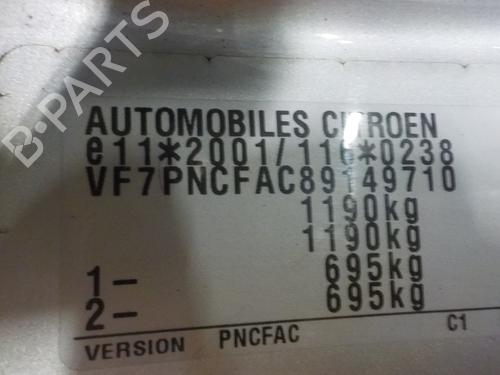 B-PARTS
AUTOMOBILES CITROEN
e11*2001/116*0238
VF7PNCFAC89149710
1190kg
1190kg
1- 695kg
2- 695kg
VERSION PNCFAC C1